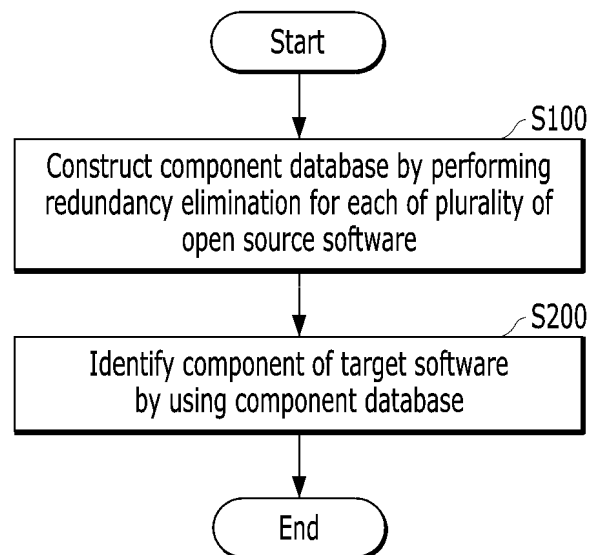 Start
S100
Construct component database by performing
redundancy elimination for each of plurality of
open source software
S200
Identify component of target software
by using component database
End